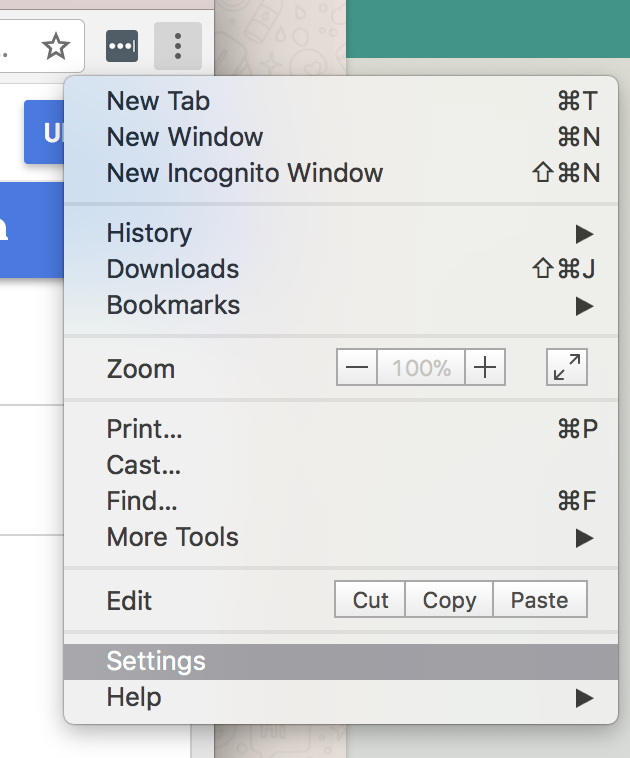 New Tab ⌘T
New Window ⌘N
New Incognito Window ⇧⌘N
History ▶
Downloads ⇧⌘J
Bookmarks ▶
Zoom — 100% +
Print... ⌘P
Cast...
Find... ⌘F
More Tools ▶
Edit Cut Copy Paste
Settings
Help ▶